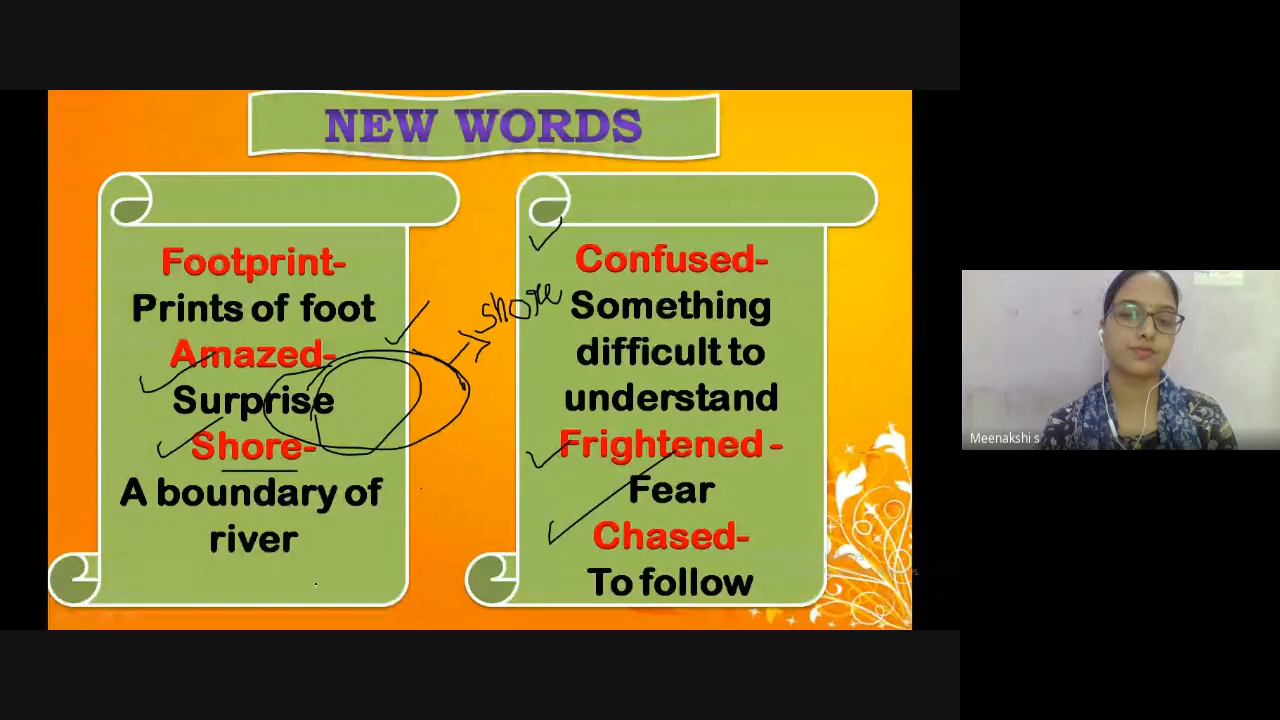 NEW WORDS
Footprint-
Prints of foot
Amazed-
Surprise
Shore-
A boundary of
river
shore
Confused-
Something
difficult to
understand
Frightened -
Fear
Chased-
To follow
Meenakshi s